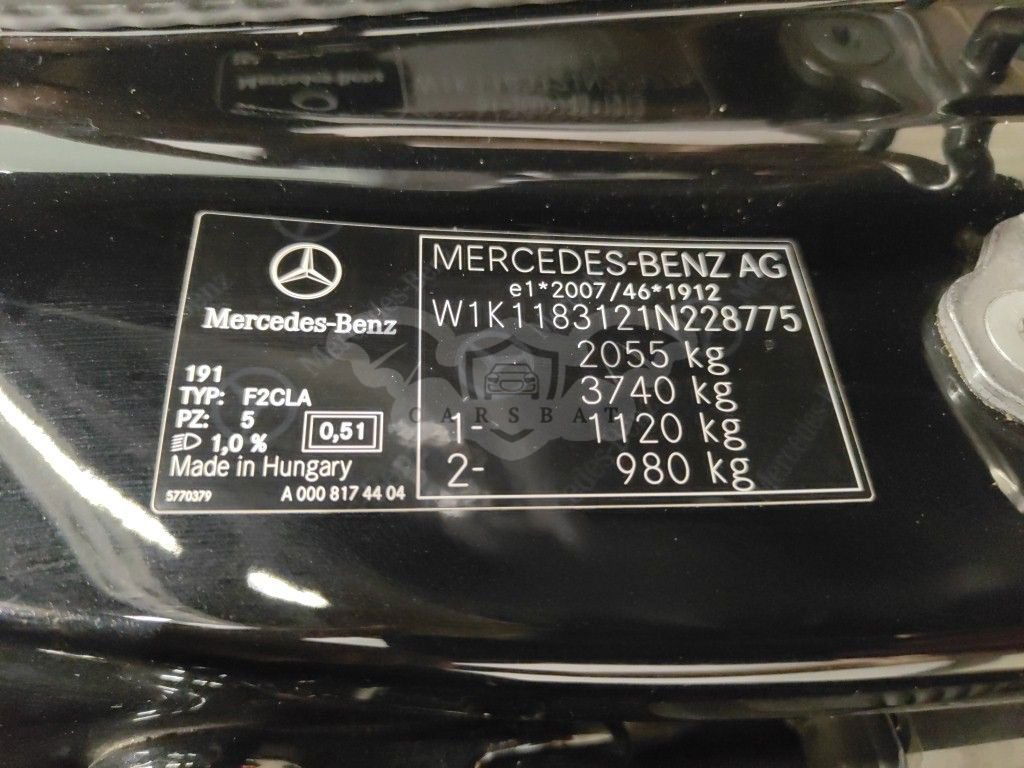 Mercedes-Benz
191
TYP: F2CLA
PZ: 5
1,0 %
0,51
Made in Hungary
5770379
A 000 817 44 04
MERCEDES-BENZ AG
e1*2007/46*1912
W1K1183121N228775
2055 kg
3740 kg
1- 1120 kg
2- 980 kg